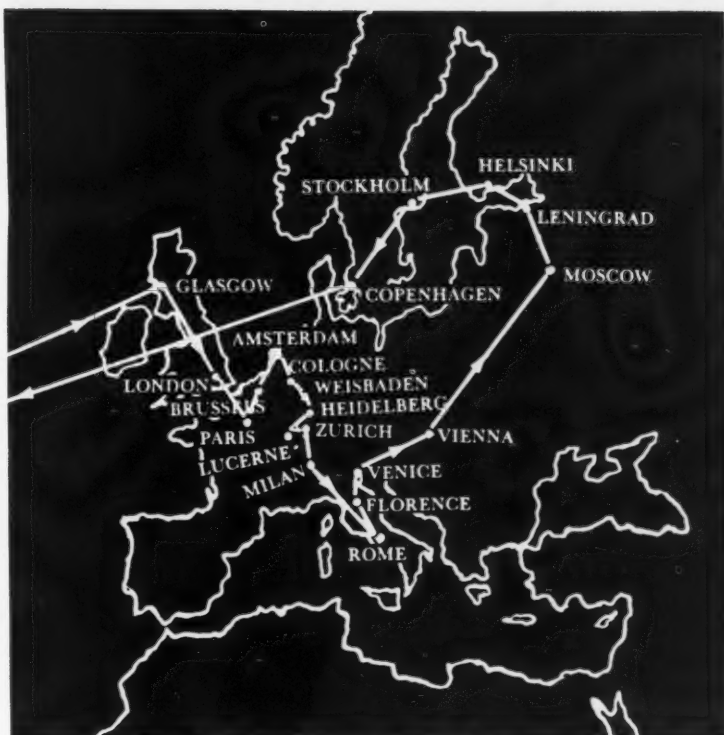 HELSINKI
STOCKHOLM
LENINGRAD
MOSCOW
GLASGOW
COPENHAGEN
AMSTERDAM
COLOGNE
LONDON
WEISBADEN
BRUSSELS
HEIDELBERG
PARIS
ZURICH
VIENNA
LUCERNE
MILAN
VENICE
FLORENCE
ROME